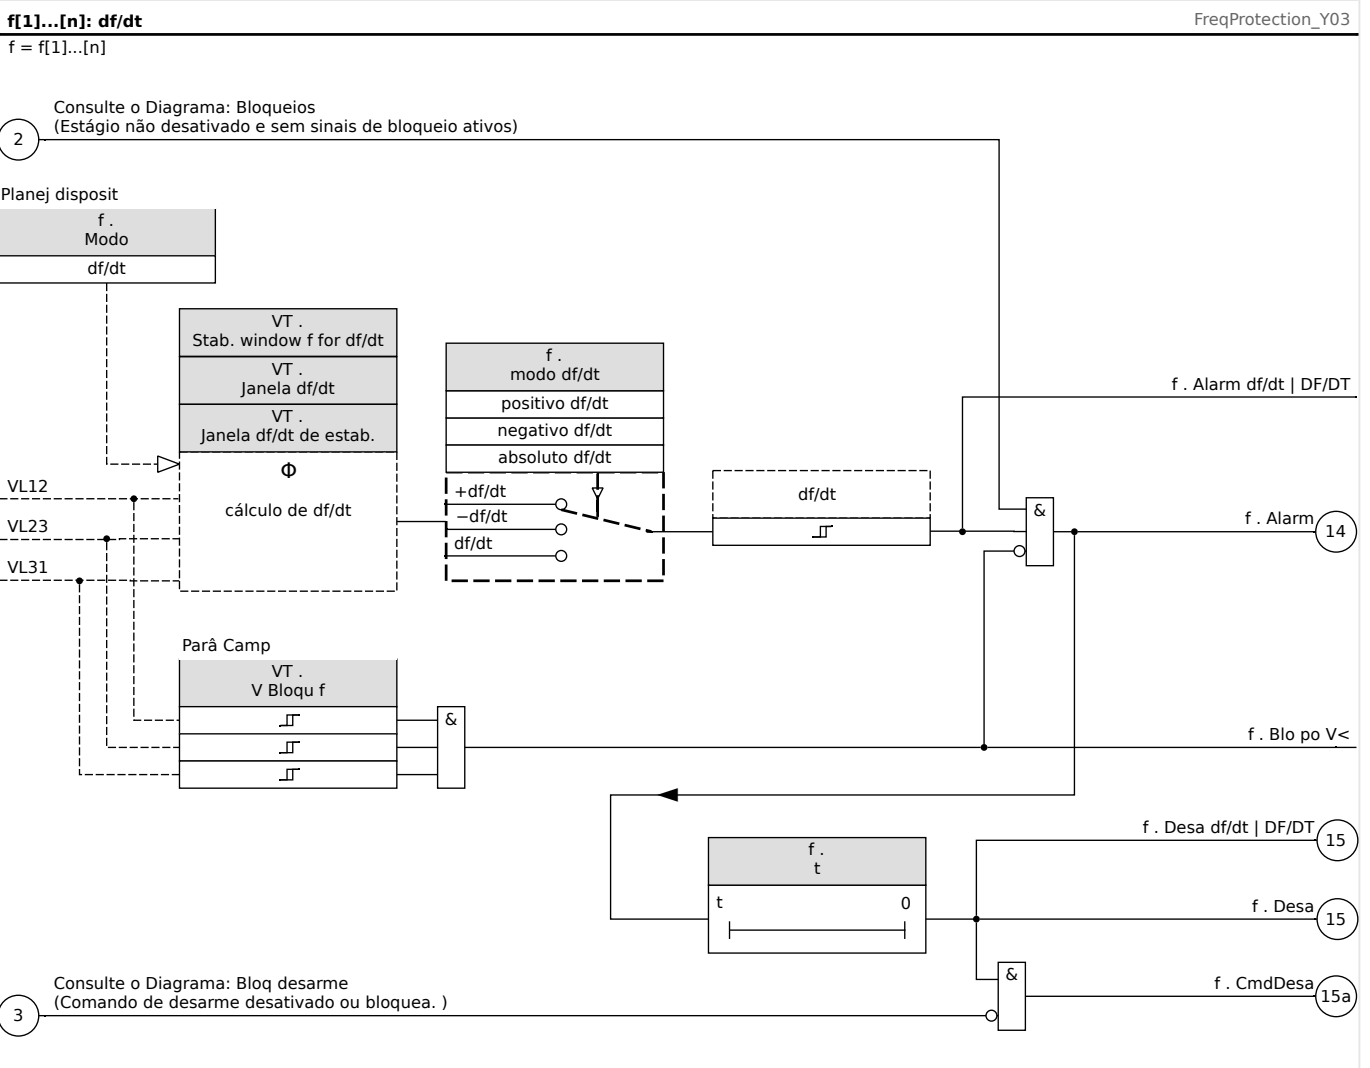 f[1]...[n]: df/dt
FreqProtection_Y03
f = f[1]...[n]
Consulte o Diagrama: Bloqueios
(Estágio não desativado e sem sinais de bloqueio ativos)
2
Planej disposit
f .
Modo
df/dt
VT .
Stab. window f for df/dt
VT .
Janela df/dt
VT .
Janela df/dt de estab.
Φ
cálculo de df/dt
f .
modo df/dt
positivo df/dt
negativo df/dt
absoluto df/dt
+df/dt
−df/dt
df/dt
df/dt
f . Alarm df/dt | DF/DT
VL12
VL23
VL31
&
f . Alarm
14
Parâ Camp
VT .
V Bloqu f
&
f . Blo po V<
f . Desa df/dt | DF/DT
15
f .
t
t 0
f . Desa
15
Consulte o Diagrama: Bloq desarme
(Comando de desarme desativado ou bloquea. )
3
&
f . CmdDesa
15a